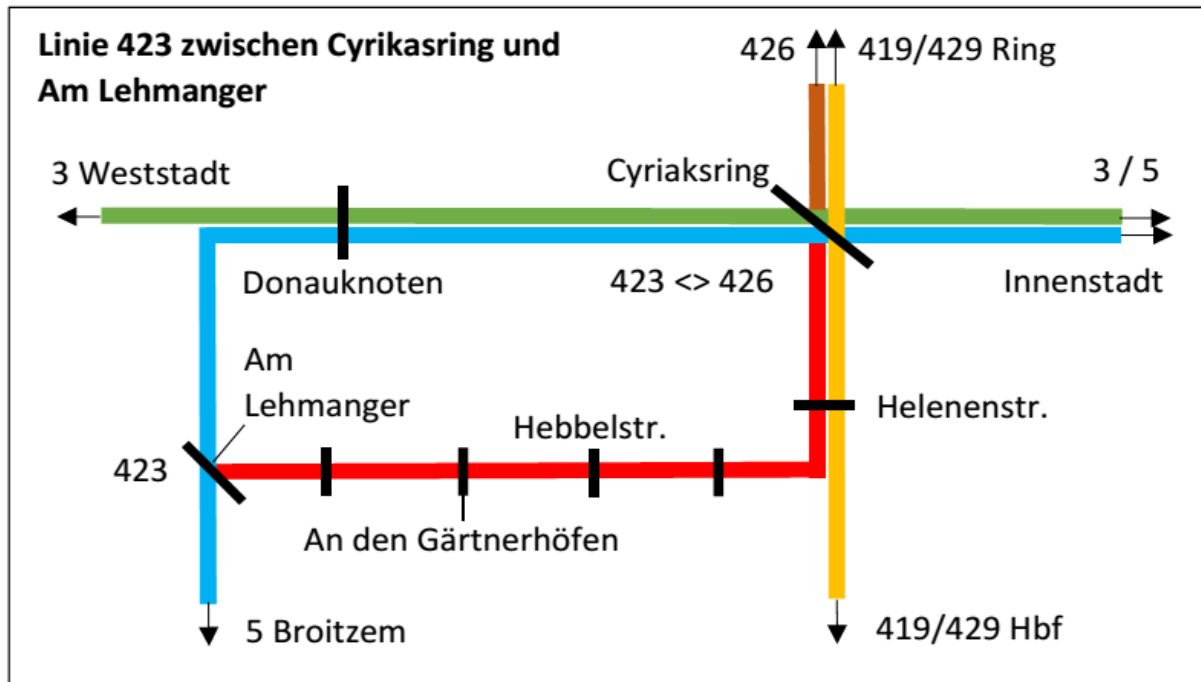 Linie 423 zwischen Cyrikasring und
Am Lehmanger
426
419/429 Ring
3 Weststadt
Cyriaksring
3 / 5
Donauknoten
423 <> 426
Innenstadt
Am
Lehmanger
Hebbelstr.
Helenenstr.
423
An den Gärtnerhöfen
5 Broitzem
419/429 Hbf